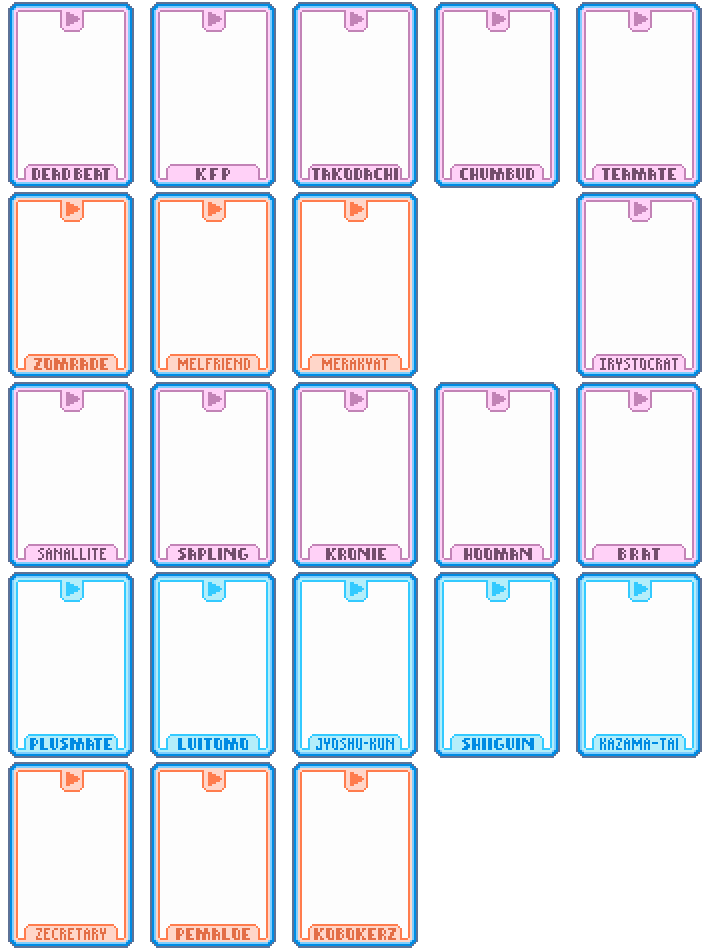 DEADBEAT KFP TAKODACHI CHUMBUD TEAMATE
ZOMRADE MELFRIEND MERAKYAT IRYSTOCRAT
SANALLITE SAPLING KRONIE HOOMAN BRAT
PLUSMATE LUITOMO JYOSHU-KUN SHIIGUIN KAZAMA-TAI
ZECRETARY PEMALOE KOBOKERZ